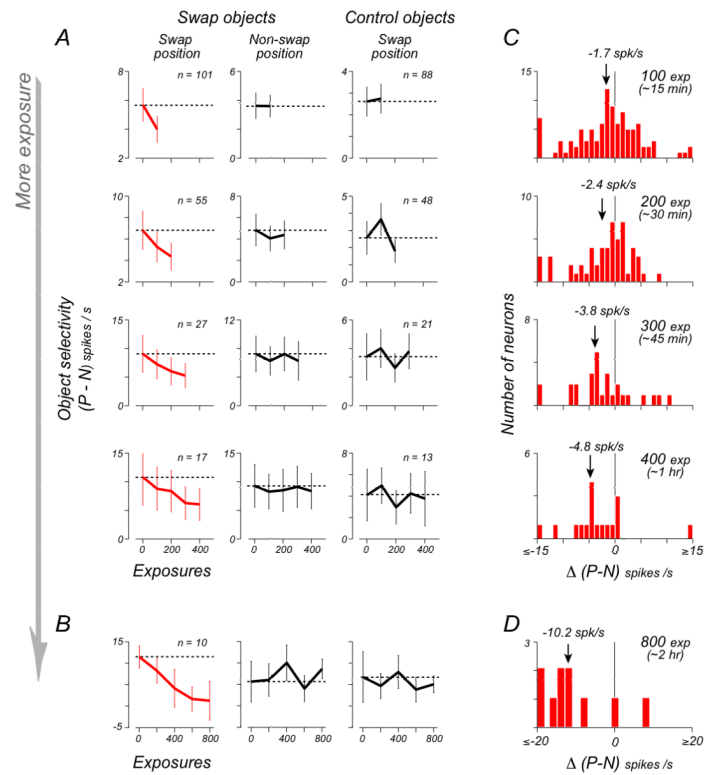 Swap objects
Control objects
A
Swap
position
Non-swap
position
Swap
position
C
More exposure
Object selectivity
(P - N) spikes / s
8
2
n = 101
6
0
4
0
n = 88
10
2
n = 55
8
0
5
0
n = 48
15
0
n = 27
12
0
6
0
n = 21
15
0
n = 17
15
0
8
0
n = 13
0 200 400
0 200 400
0 200 400
Exposures
Number of neurons
-1.7 spk/s
15
0
100 exp
(~15 min)
-2.4 spk/s
10
0
200 exp
(~30 min)
-3.8 spk/s
8
0
300 exp
(~45 min)
-4.8 spk/s
6
0
400 exp
(~1 hr)
≤-15 0 ≥15
Δ (P-N) spikes /s
B
15
-5
n = 10
0 400 800
0 400 800
0 400 800
Exposures
D
-10.2 spk/s
3
0
800 exp
(~2 hr)
≤-20 0 ≥20
Δ (P-N) spikes /s